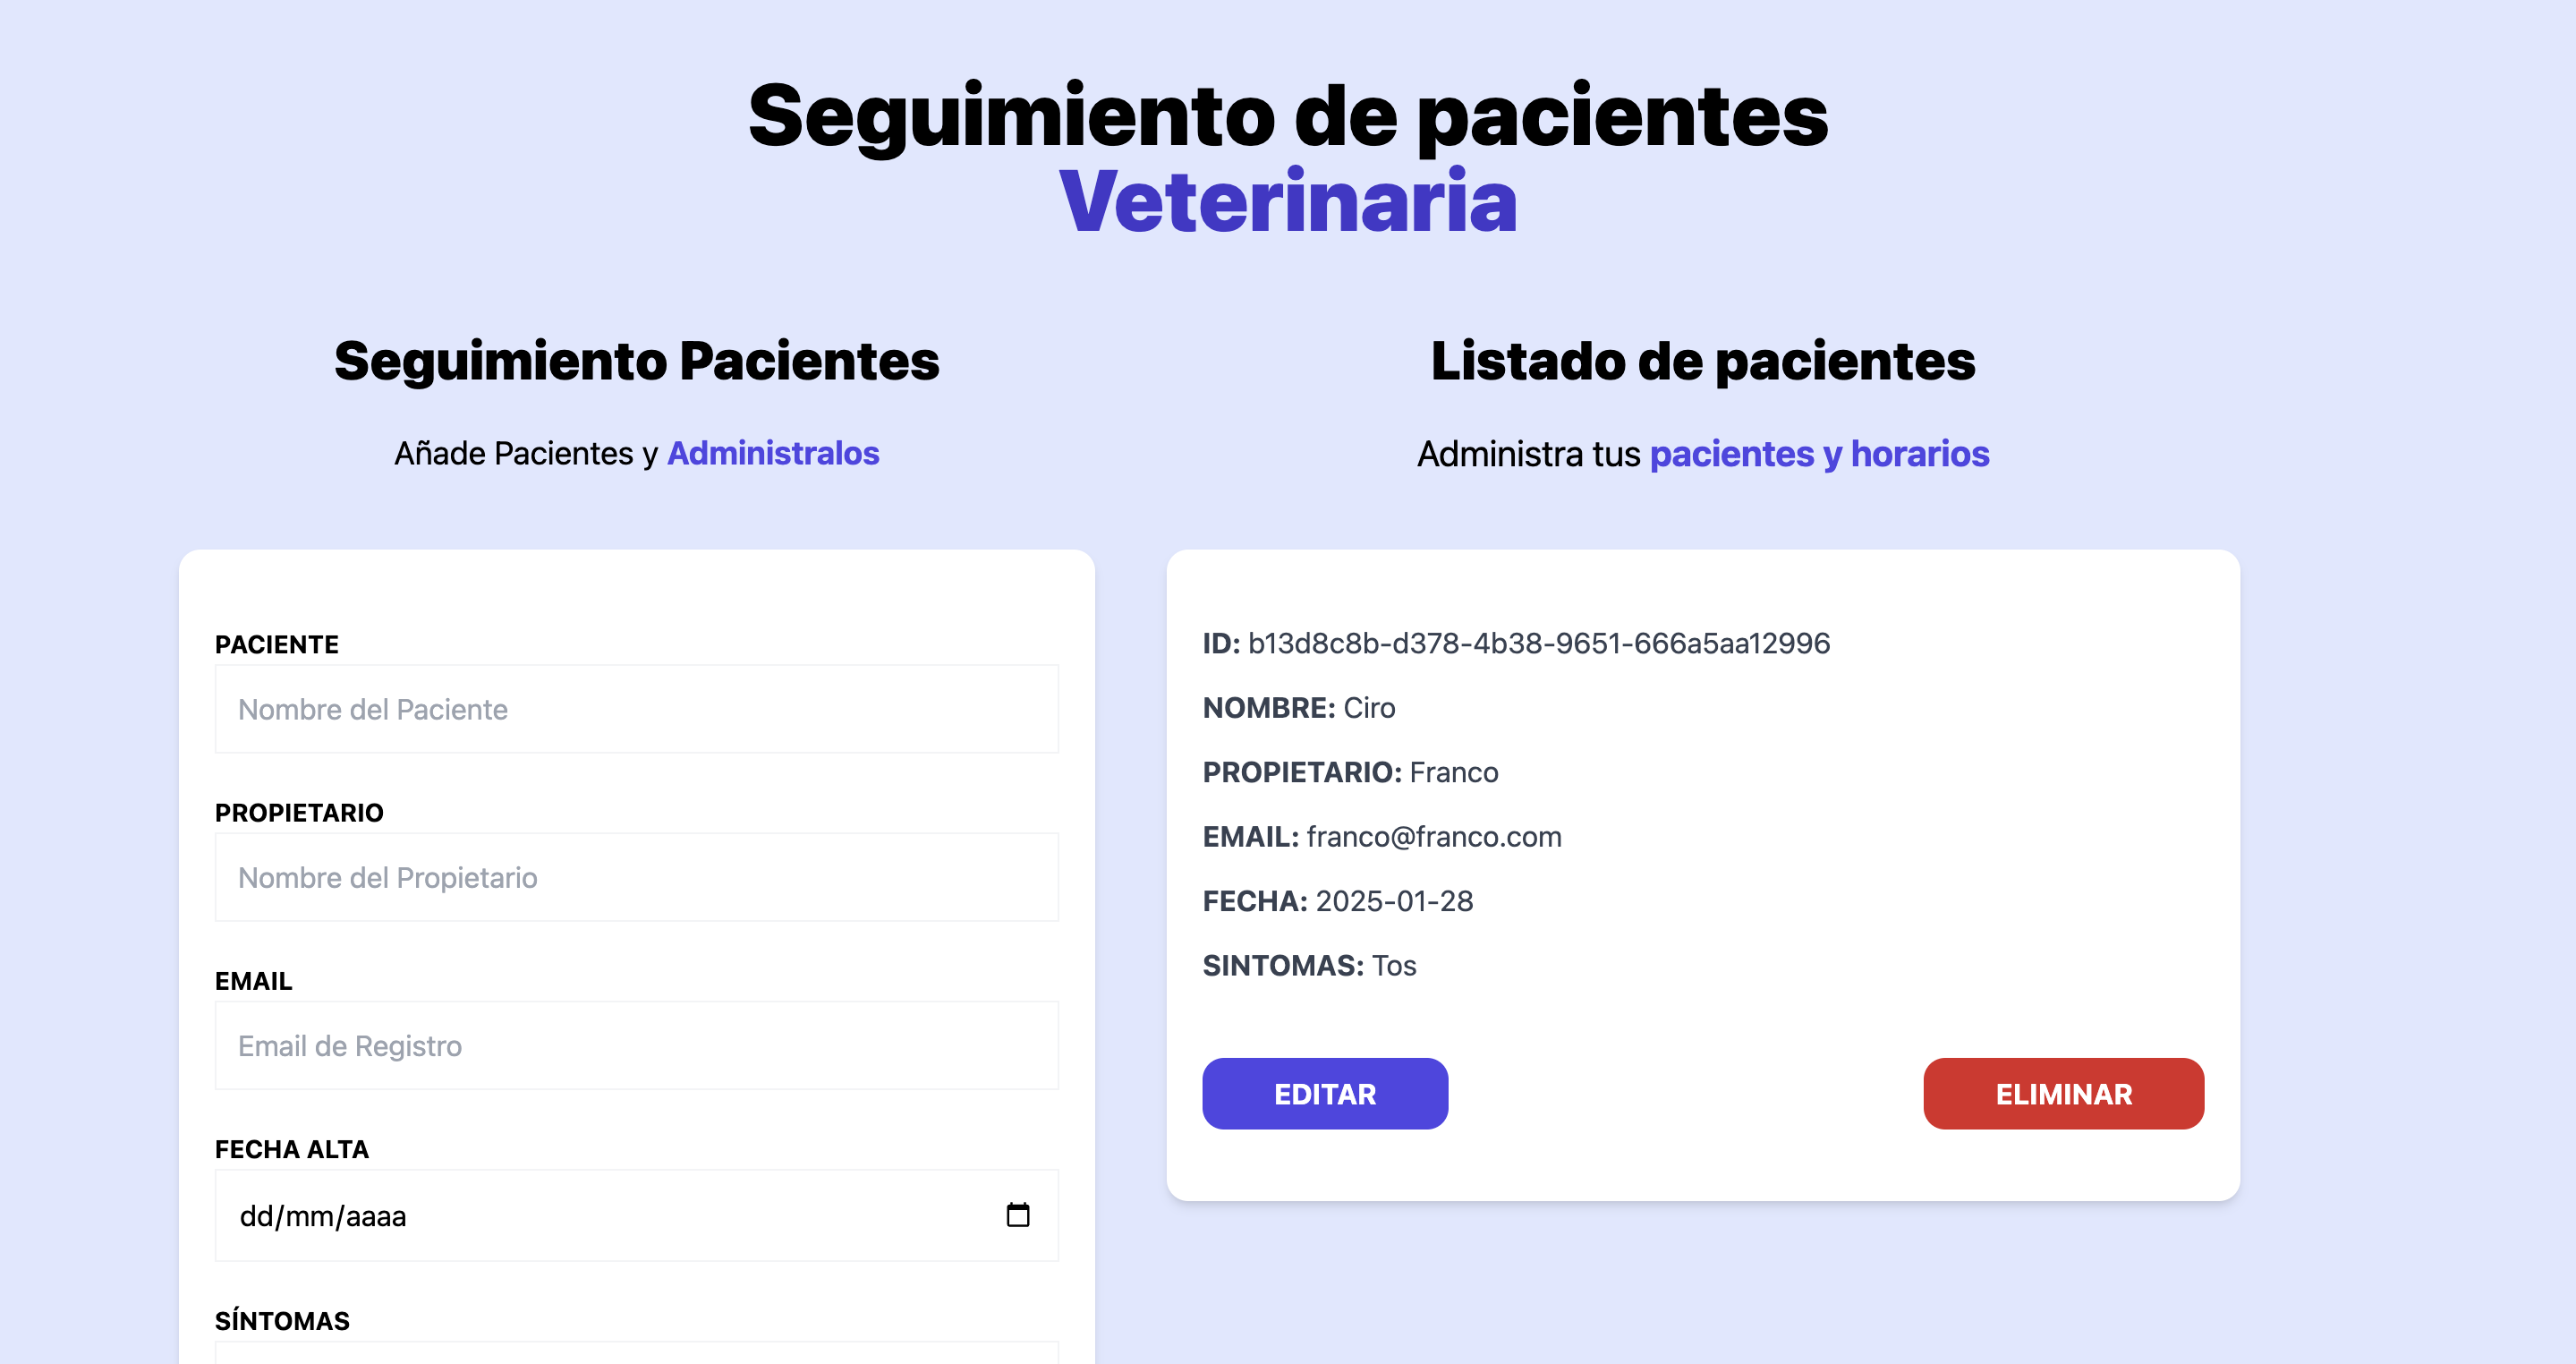 Seguimiento de pacientes
Veterinaria
Seguimiento Pacientes
Añade Pacientes y Administralos
PACIENTE
Nombre del Paciente
PROPIETARIO
Nombre del Propietario
EMAIL
Email de Registro
FECHA ALTA
dd/mm/aaaa
SÍNTOMAS
Listado de pacientes
Administra tus pacientes y horarios
ID: b13d8c8b-d378-4b38-9651-666a5aa12996
NOMBRE: Ciro
PROPIETARIO: Franco
EMAIL: franco@franco.com
FECHA: 2025-01-28
SINTOMAS: Tos
EDITAR
ELIMINAR